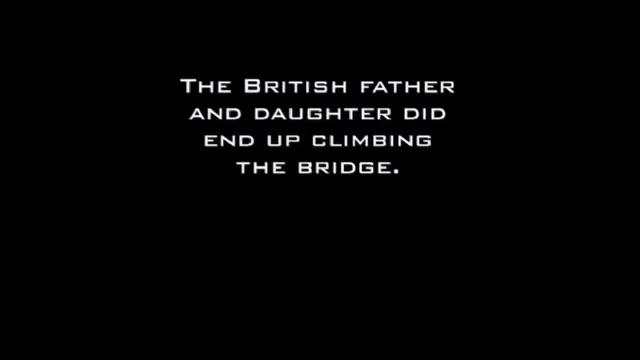 The British father
and daughter did
end up climbing
the bridge.